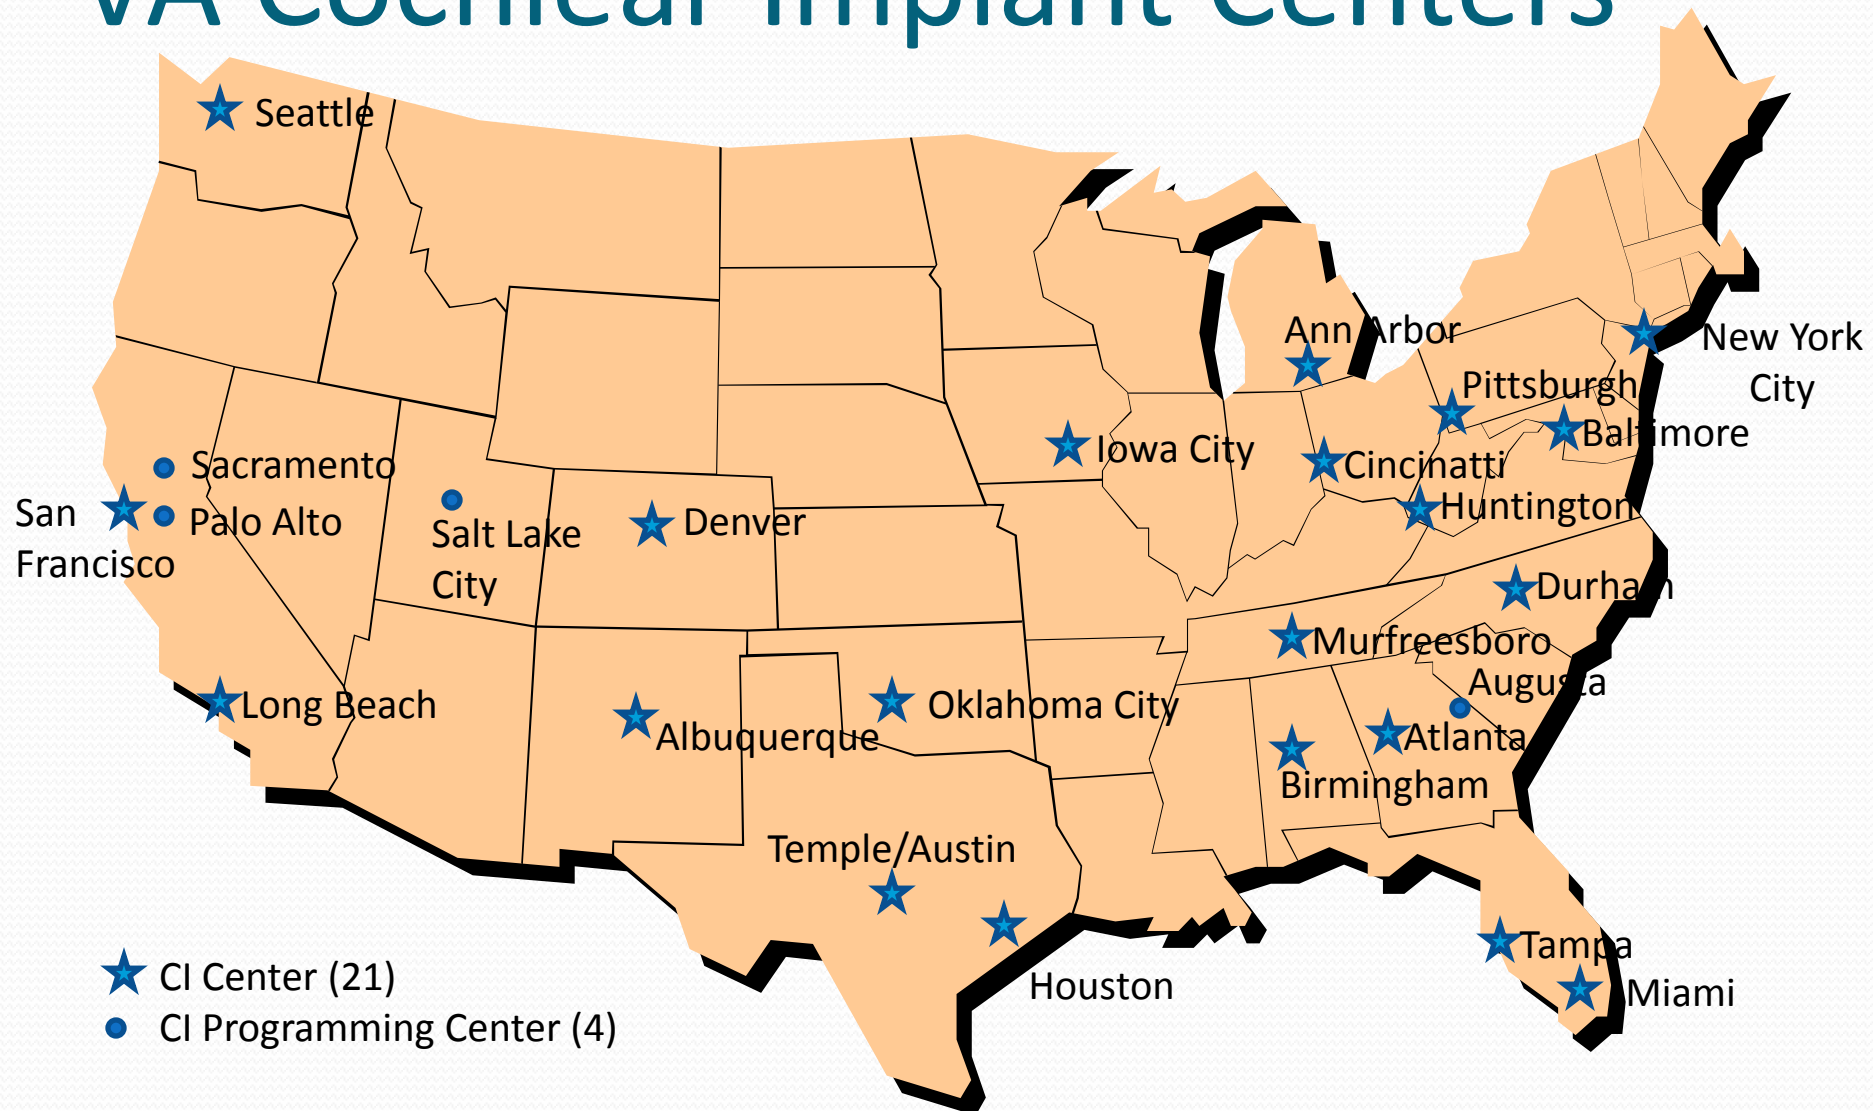 VA Cochlear Implant Centers
Seattle
Ann Arbor
New York
City
Pittsburgh
Baltimore
Iowa City
Cincinatti
Sacramento
Huntington
San
Francisco
Palo Alto
Salt Lake
City
Denver
Durham
Murfreesboro
Augusta
Long Beach
Oklahoma City
Albuquerque
Atlanta
Birmingham
Temple/Austin
Tampa
Houston
Miami
CI Center (21)
CI Programming Center (4)